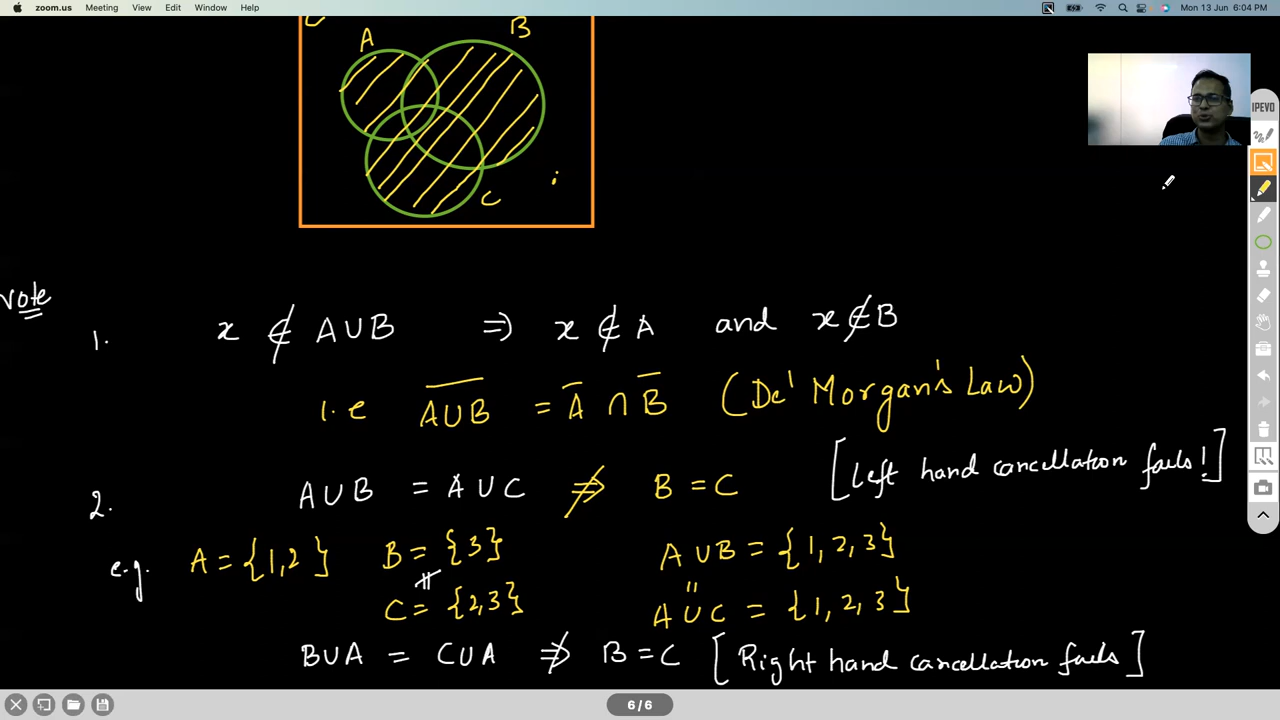 zoom.us Meeting View Edit Window Help Mon 13 Jun 6:04 PM
A B
C
IPEVO
Note
1. x ∉ A∪B ⇒ x ∉ A and x ∉ B
i.e A̅∪̅B̅ = A̅ ∩ B̅ (De' Morgan's Law)
2. A∪B = A∪C ⇏ B = C [Left hand cancellation fails!]
e.g. A = {1,2} B = {3} A∪B = {1,2,3}
C = {2,3} A∪C = {1,2,3}
B∪A = C∪A ⇏ B = C [Right hand cancellation fails]
6/6